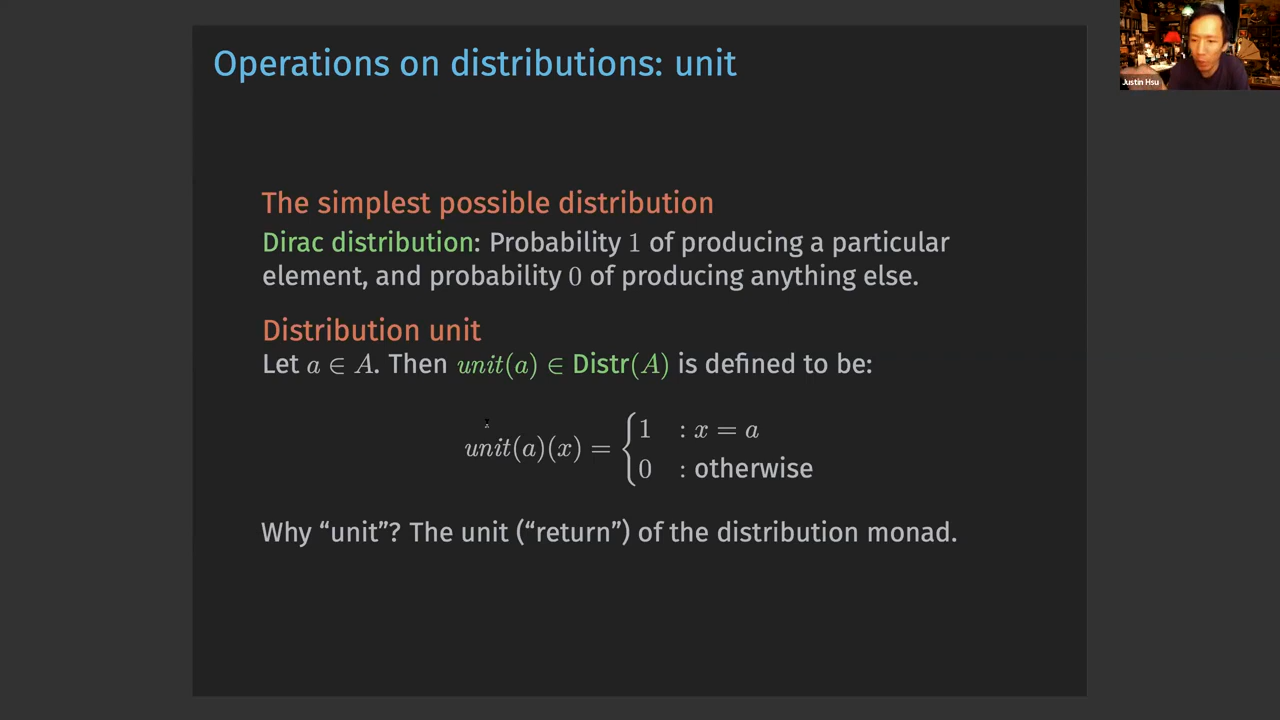 Operations on distributions: unit
Justin Hsu
The simplest possible distribution
Dirac distribution: Probability 1 of producing a particular
element, and probability 0 of producing anything else.
Distribution unit
Let a ∈ A. Then unit(a) ∈ Distr(A) is defined to be:
unit(a)(x) = { 1 : x = a
0 : otherwise
Why “unit”? The unit (“return”) of the distribution monad.